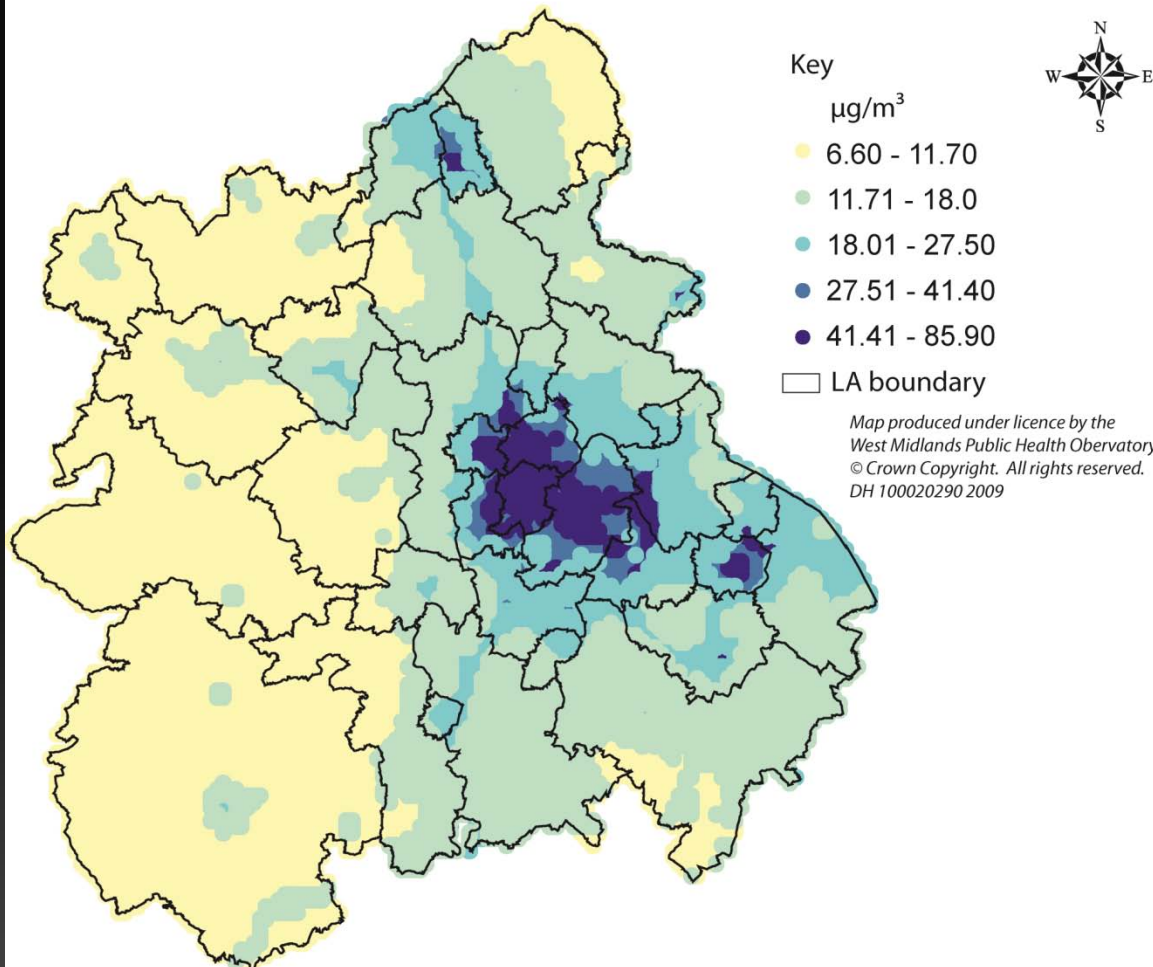 Key
N
W E
S
µg/m³
6.60 - 11.70
11.71 - 18.0
18.01 - 27.50
27.51 - 41.40
41.41 - 85.90
LA boundary
Map produced under licence by the
West Midlands Public Health Obervatory
© Crown Copyright. All rights reserved.
DH 100020290 2009